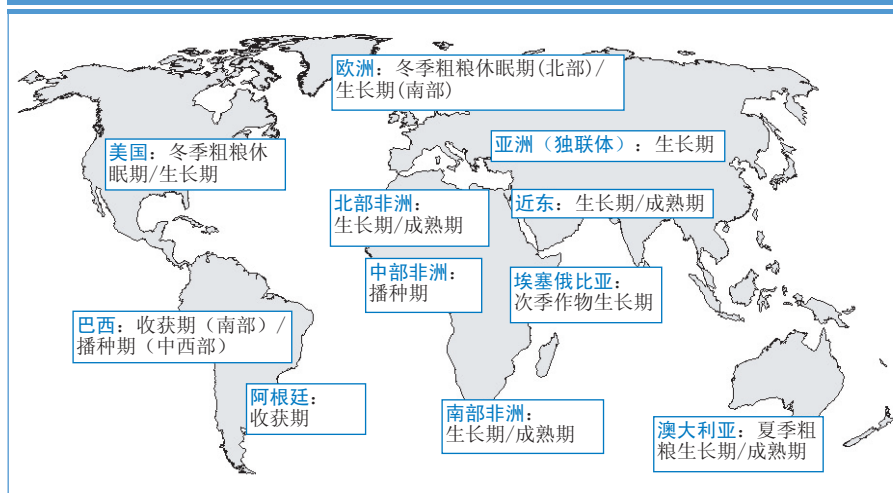 欧洲：冬季粗粮休眠期(北部)/
生长期(南部)
美国：冬季粗粮休
眠期/生长期
亚洲（独联体）：生长期
北部非洲：
生长期/成熟期
近东：生长期/成熟期
中部非洲：
播种期
埃塞俄比亚：
次季作物生长期
巴西：收获期（南部）/
播种期（中西部）
阿根廷：
收获期
南部非洲：
生长期/成熟期
澳大利亚：夏季粗
粮生长期/成熟期